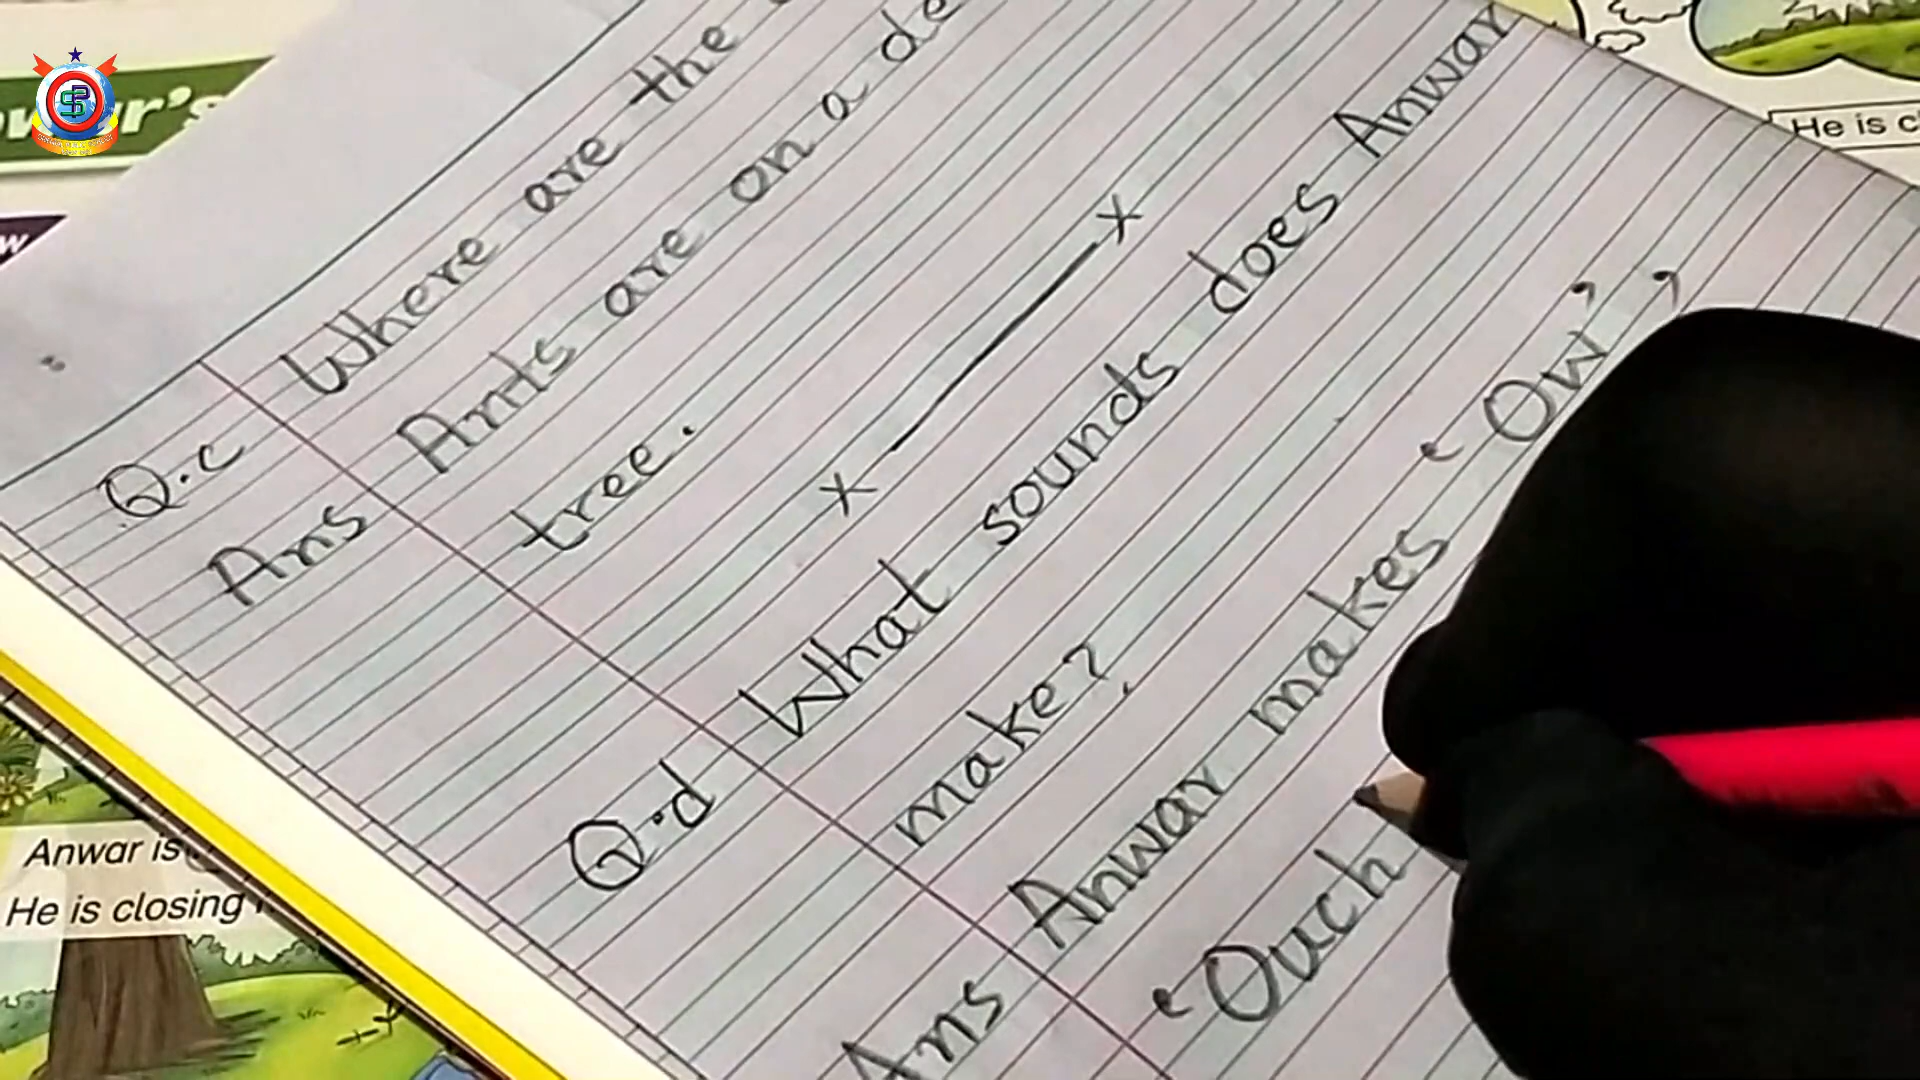 Q.c Where are the
Ans Ants are on a de
tree.
x x
Q.d What sounds does Anwar
make?
Ans Anwar makes 'Ow',
'Ouch
Anwar is
He is closing
He is c